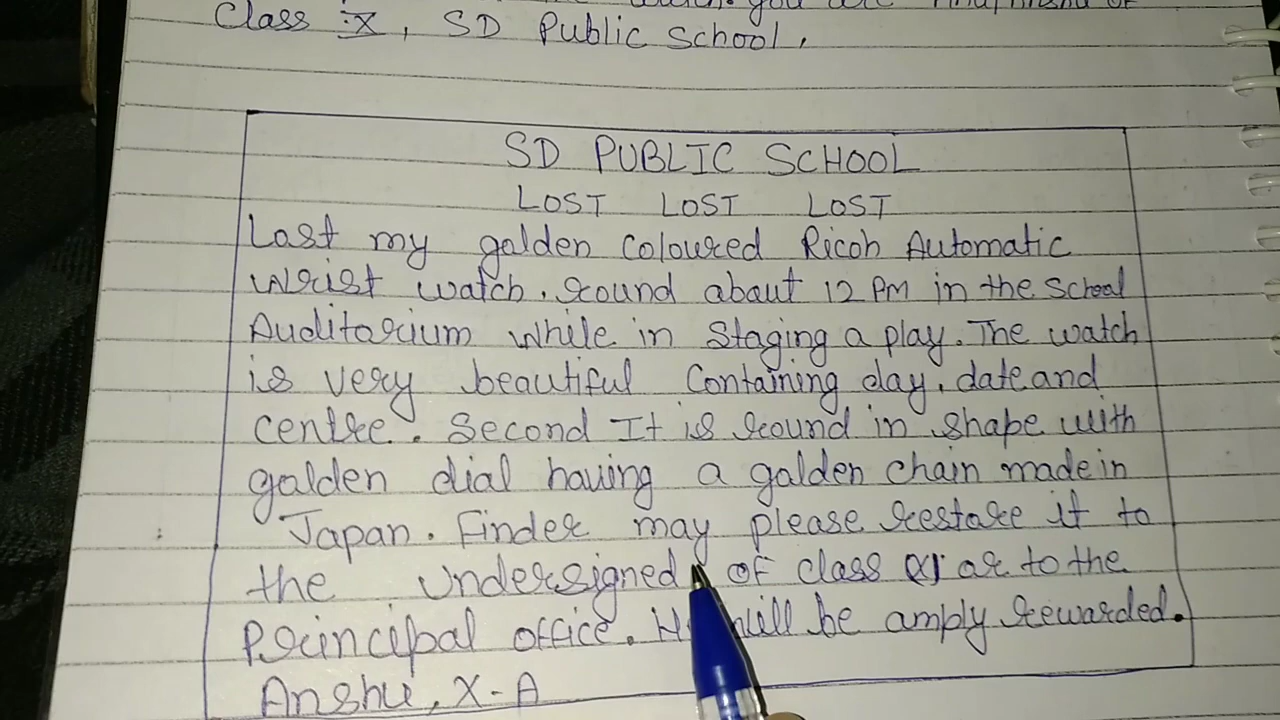 you are
Class X, SD Public School,
SD PUBLIC SCHOOL
LOST LOST LOST
Lost my golden coloured Ricoh Automatic
Wrist watch. round about 12 PM in the School
Auditorium While in Staging a play. The watch
is very beautiful Containing day, date and
centre. Second It is round in shape with
golden dial having a golden chain made in
Japan. Finder may please restore it to
the Undersigned of class (X) or to the
Principal office. will be amply rewarded.
Anshu, X-A